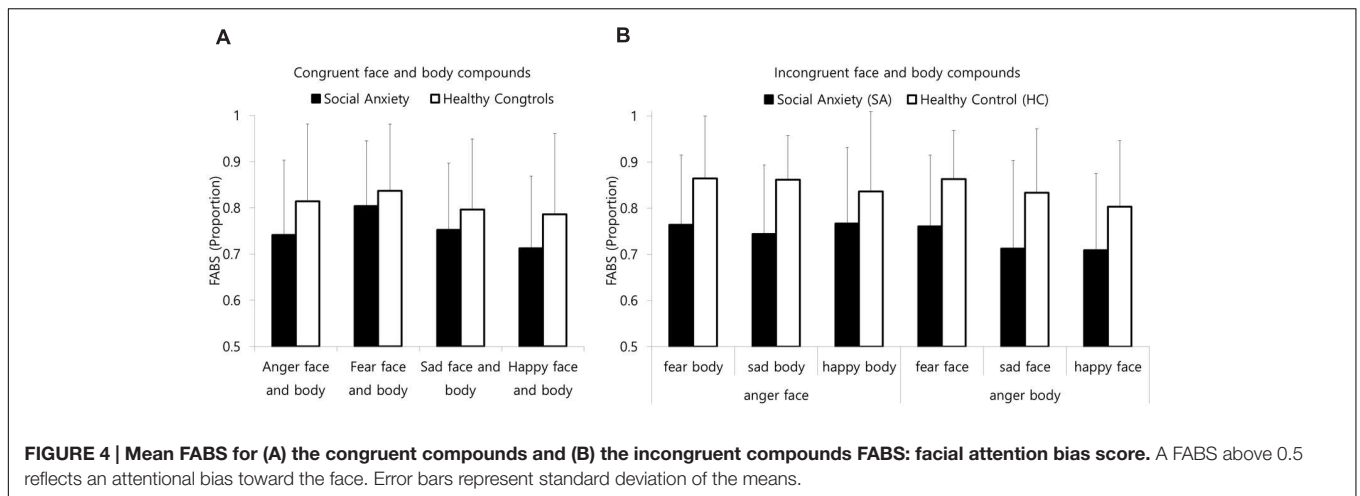 A
Congruent face and body compounds
Social Anxiety Healthy Congtrols
FABS (Proportion)
1
0.9
0.8
0.7
0.6
0.5
Anger face and body
Fear face and body
Sad face and body
Happy face and body
B
Incongruent face and body compounds
Social Anxiety (SA) Healthy Control (HC)
FABS (Proportion)
1
0.9
0.8
0.7
0.6
0.5
fear body sad body happy body fear face sad face happy face
anger face anger body
FIGURE 4 | Mean FABS for (A) the congruent compounds and (B) the incongruent compounds FABS: facial attention bias score. A FABS above 0.5
reflects an attentional bias toward the face. Error bars represent standard deviation of the means.